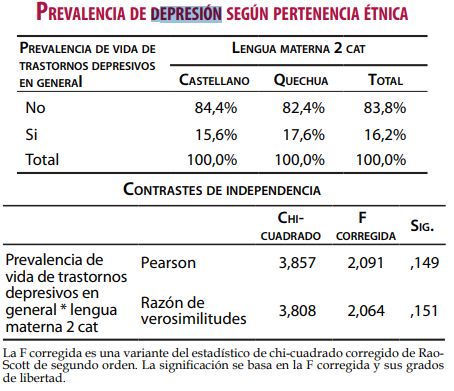 PREVALENCIA DE DEPRESIÓN SEGÚN PERTENENCIA ÉTNICA
PREVALENCIA DE VIDA DE TRASTORNOS DEPRESIVOS EN GENERAL
LENGUA MATERNA 2 CAT
CASTELLANO QUECHUA TOTAL
No 84,4% 82,4% 83,8%
Si 15,6% 17,6% 16,2%
Total 100,0% 100,0% 100,0%
CONTRASTES DE INDEPENDENCIA
CHI-CUADRADO F CORREGIDA SIG.
Prevalencia de vida de trastornos depresivos en general * lengua materna 2 cat
Pearson 3,857 2,091 ,149
Razón de verosimilitudes 3,808 2,064 ,151
La F corregida es una variante del estadístico de chi-cuadrado corregido de Rao-
Scott de segundo orden. La significación se basa en la F corregida y sus grados
de libertad.